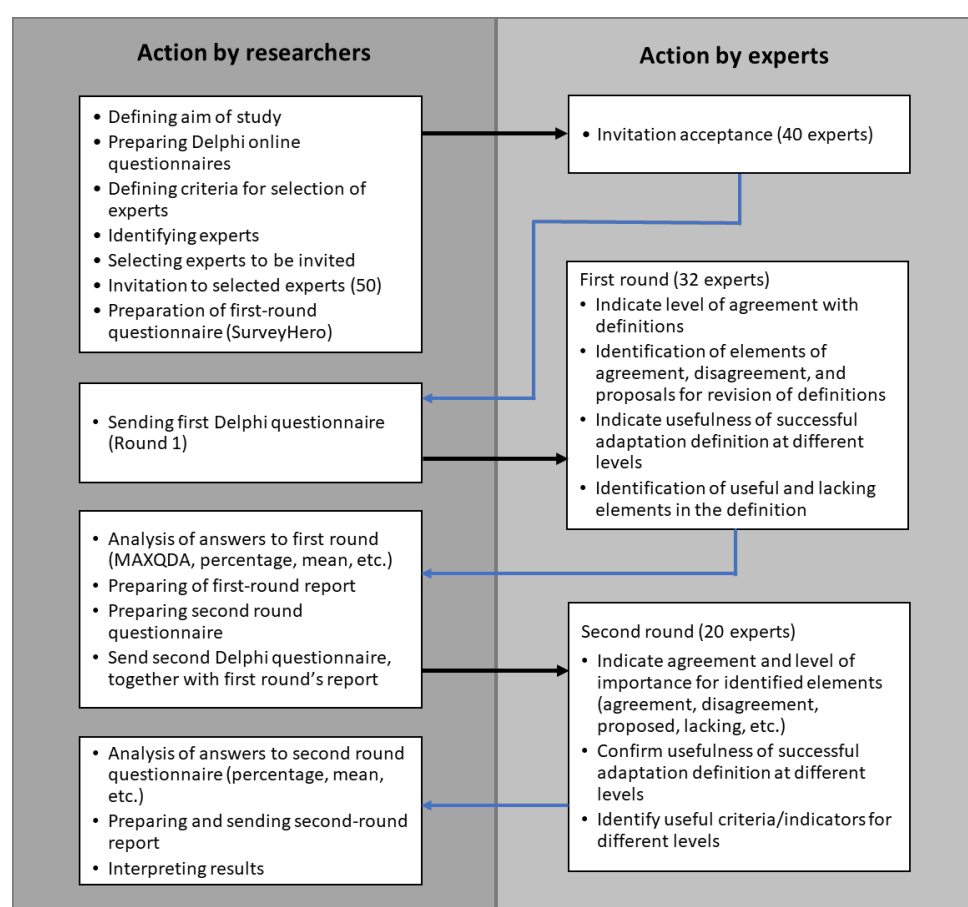 Action by researchers
• Defining aim of study
• Preparing Delphi online
questionnaires
• Defining criteria for selection of
experts
• Identifying experts
• Selecting experts to be invited
• Invitation to selected experts (50)
• Preparation of first-round
questionnaire (SurveyHero)
• Sending first Delphi questionnaire
(Round 1)
• Analysis of answers to first round
(MAXQDA, percentage, mean, etc.)
• Preparing of first-round report
• Preparing second round
questionnaire
• Send second Delphi questionnaire,
together with first round's report
• Analysis of answers to second round
questionnaire (percentage, mean,
etc.)
• Preparing and sending second-round
report
• Interpreting results
Action by experts
• Invitation acceptance (40 experts)
First round (32 experts)
• Indicate level of agreement with
definitions
• Identification of elements of
agreement, disagreement, and
proposals for revision of definitions
• Indicate usefulness of successful
adaptation definition at different
levels
• Identification of useful and lacking
elements in the definition
Second round (20 experts)
• Indicate agreement and level of
importance for identified elements
(agreement, disagreement,
proposed, lacking, etc.)
• Confirm usefulness of successful
adaptation definition at different
levels
• Identify useful criteria/indicators for
different levels